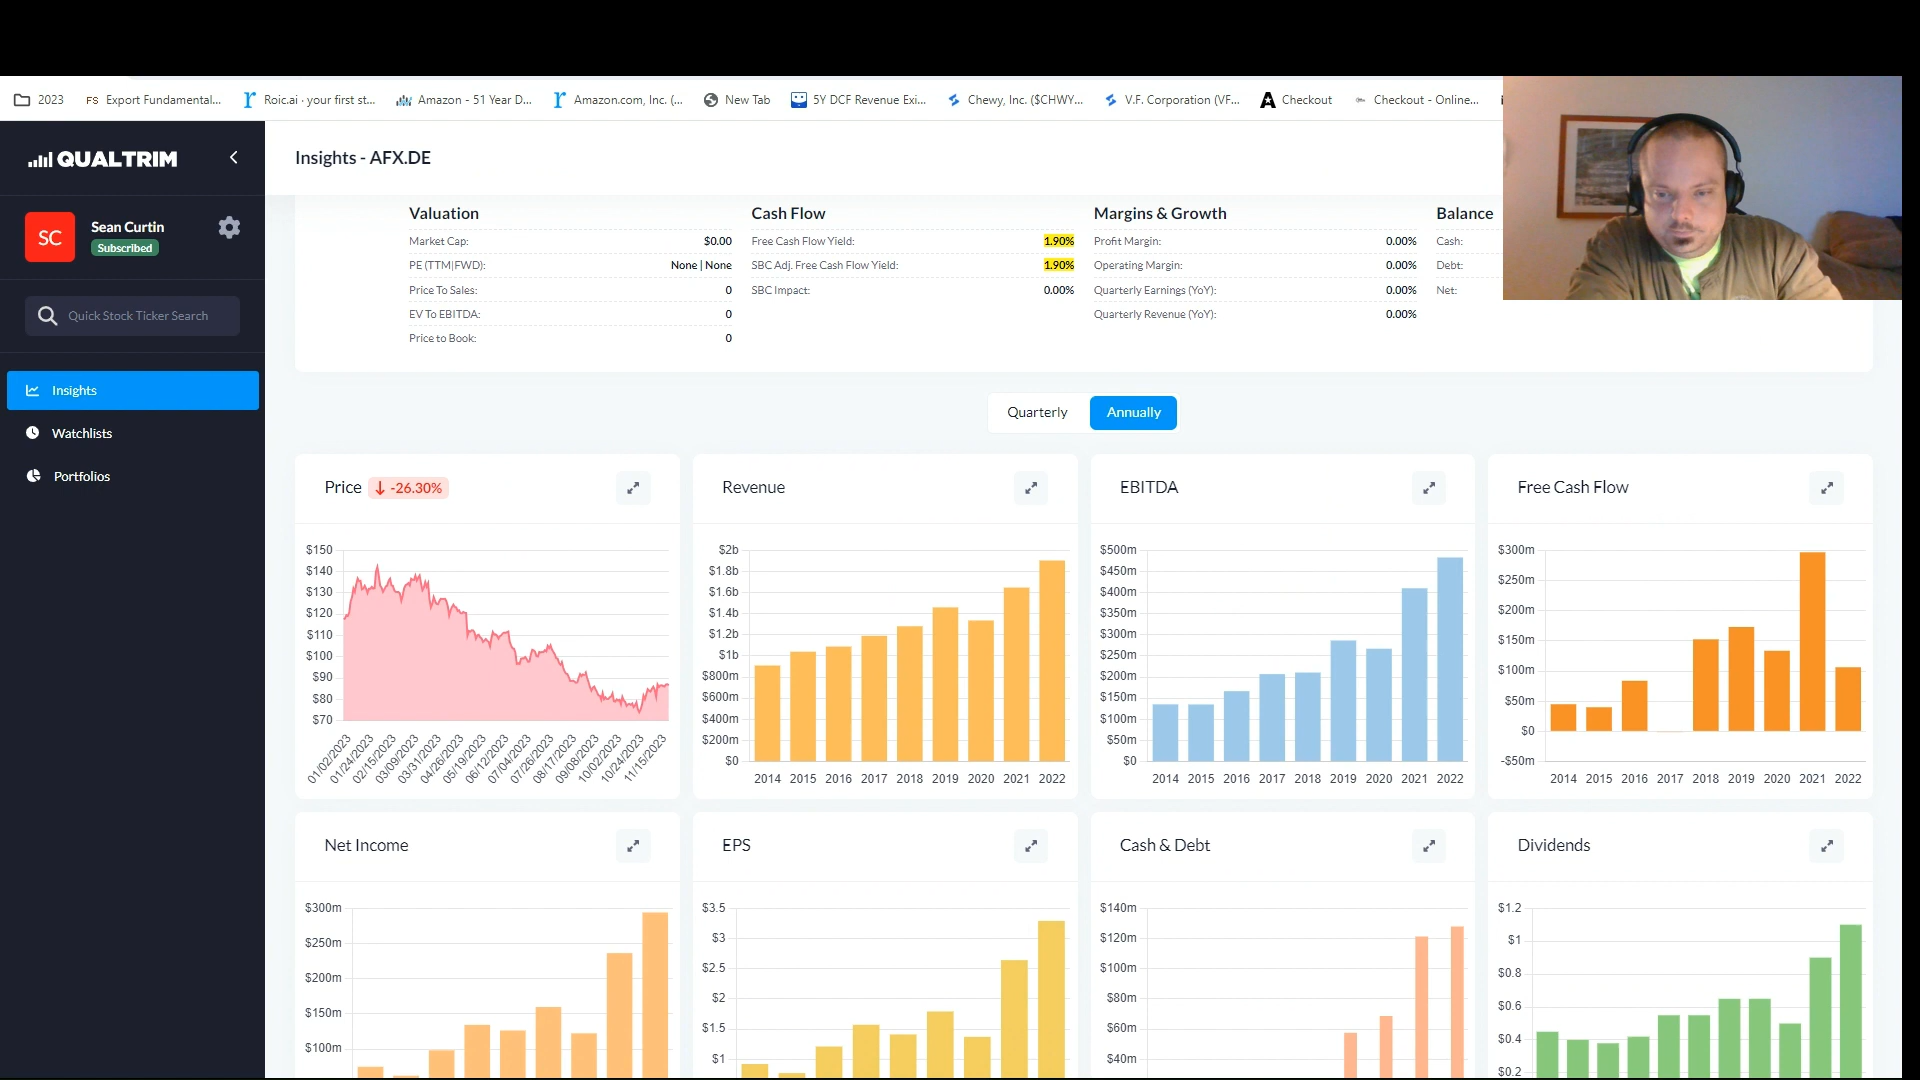 2023
FS Export Fundamental...
Roic.ai · your first st...
Amazon - 51 Year D...
Amazon.com, Inc. (...
New Tab
5Y DCF Revenue Exi...
Chewy, Inc. ($CHWY...
V.F. Corporation (VF...
Checkout
Checkout - Online...
QUALTRIM
Insights - AFX.DE
SC
Sean Curtin
Subscribed
Quick Stock Ticker Search
Insights
Watchlists
Portfolios
Valuation
Market Cap: $0.00
PE (TTM|FWD): None | None
Price To Sales: 0
EV To EBITDA: 0
Price to Book: 0
Cash Flow
Free Cash Flow Yield: 1.90%
SBC Adj. Free Cash Flow Yield: 1.90%
SBC Impact: 0.00%
Margins & Growth
Profit Margin: 0.00%
Operating Margin: 0.00%
Quarterly Earnings (YoY): 0.00%
Quarterly Revenue (YoY): 0.00%
Balance
Cash:
Debt:
Net:
Quarterly Annually
Price -26.30%
$150
$140
$130
$120
$110
$100
$90
$80
$70
01/02/2023 01/24/2023 02/15/2023 03/09/2023 03/31/2023 04/26/2023 05/19/2023 06/12/2023 07/04/2023 07/26/2023 08/17/2023 09/08/2023 10/02/2023 10/24/2023 11/15/2023
Revenue
$2b
$1.8b
$1.6b
$1.4b
$1.2b
$1b
$800m
$600m
$400m
$200m
$0
2014 2015 2016 2017 2018 2019 2020 2021 2022
EBITDA
$500m
$450m
$400m
$350m
$300m
$250m
$200m
$150m
$100m
$50m
$0
2014 2015 2016 2017 2018 2019 2020 2021 2022
Free Cash Flow
$300m
$250m
$200m
$150m
$100m
$50m
$0
-$50m
2014 2015 2016 2017 2018 2019 2020 2021 2022
Net Income
$300m
$250m
$200m
$150m
$100m
EPS
$3.5
$3
$2.5
$2
$1.5
$1
Cash & Debt
$140m
$120m
$100m
$80m
$60m
$40m
Dividends
$1.2
$1
$0.8
$0.6
$0.4
$0.2